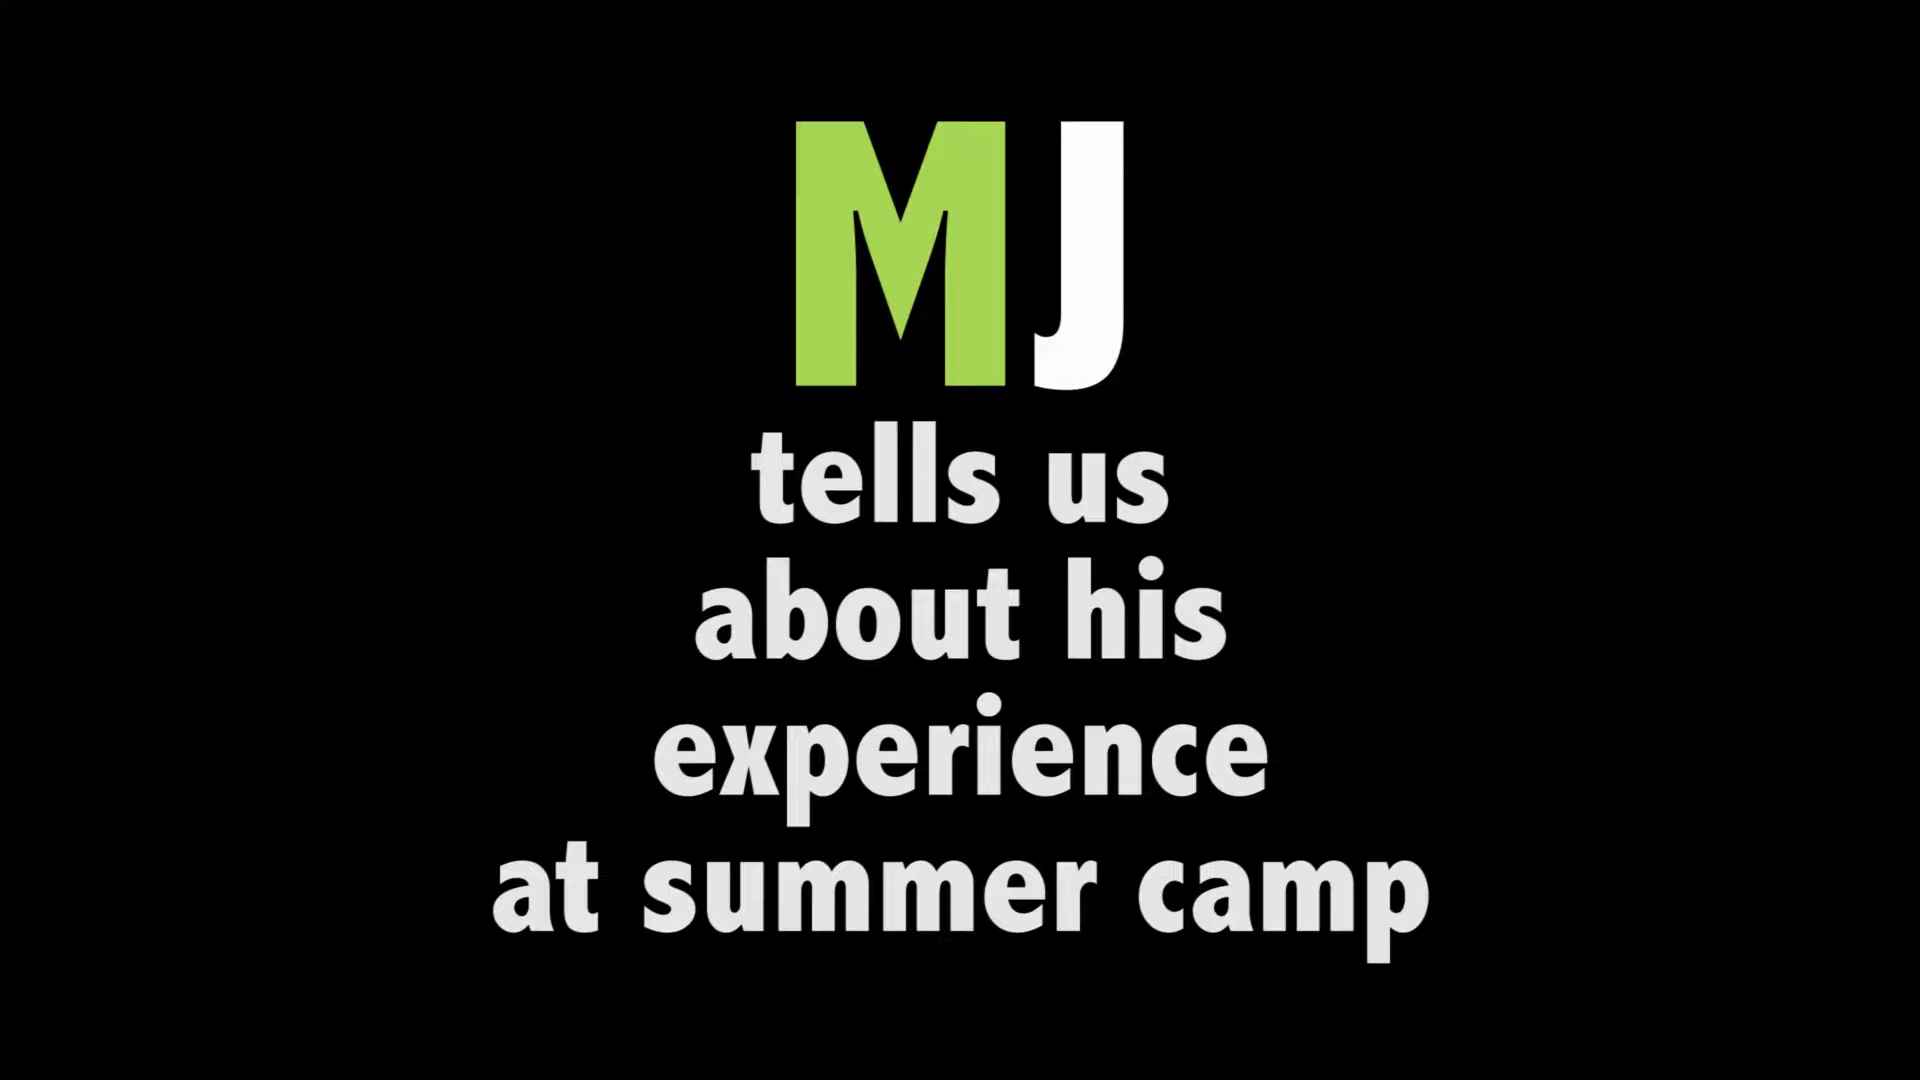 MJ
tells us
about his
experience
at summer camp